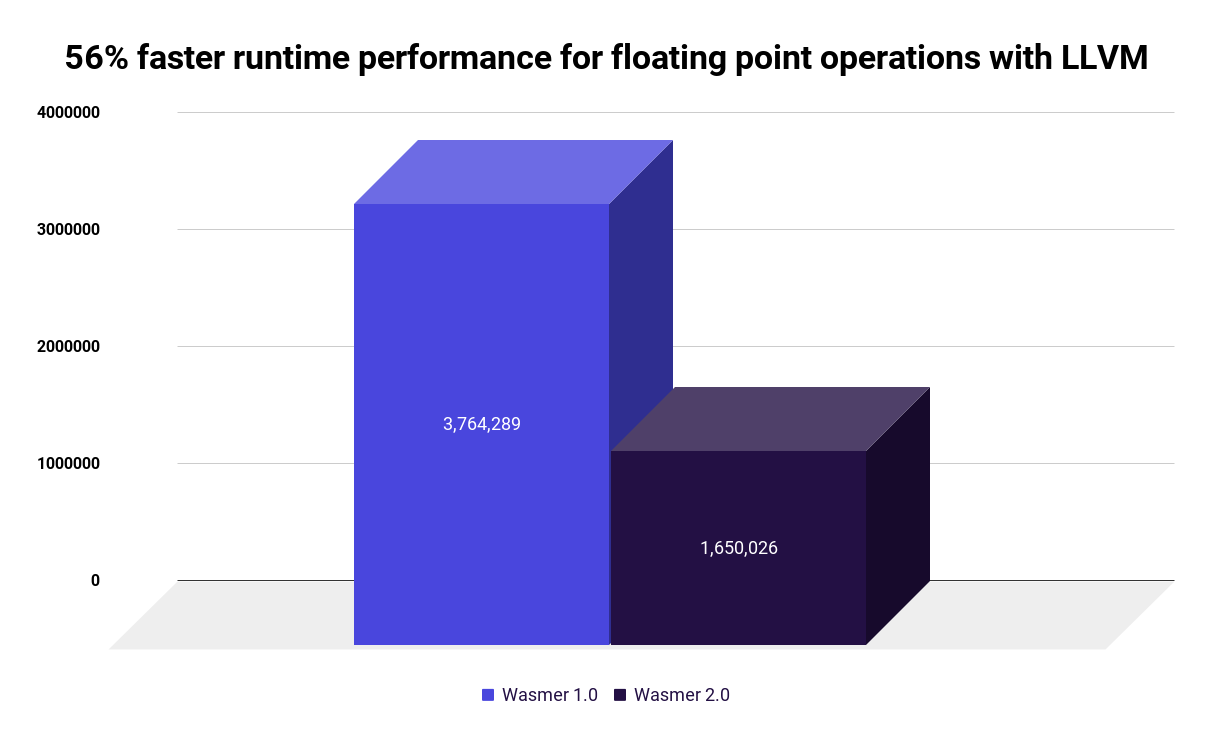 56% faster runtime performance for floating point operations with LLVM
4000000
3000000
2000000
1000000
0
3,764,289
1,650,026
Wasmer 1.0
Wasmer 2.0